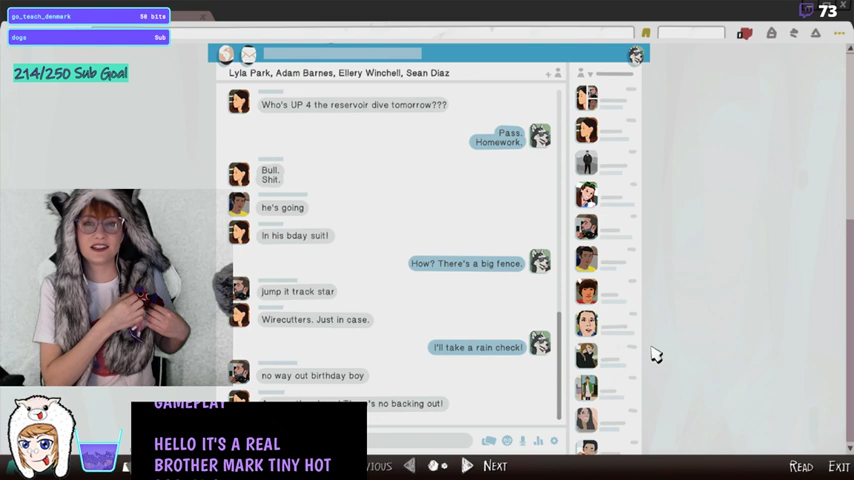 go_teach_denmark 50 bits
73
dogs Sub
214/250 Sub Goal
Lyla Park, Adam Barnes, Ellery Winchell, Sean Diaz
Who's UP 4 the reservoir dive tomorrow???
Pass.
Homework.
Bull.
Shit.
he's going
In his bday suit!
How? There's a big fence.
jump it track star
Wirecutters. Just in case.
I'll take a rain check!
no way out birthday boy
no backing out!
GAMEPLAY
HELLO IT'S A REAL
BROTHER MARK TINY HOT
NEXT
READ
EXIT